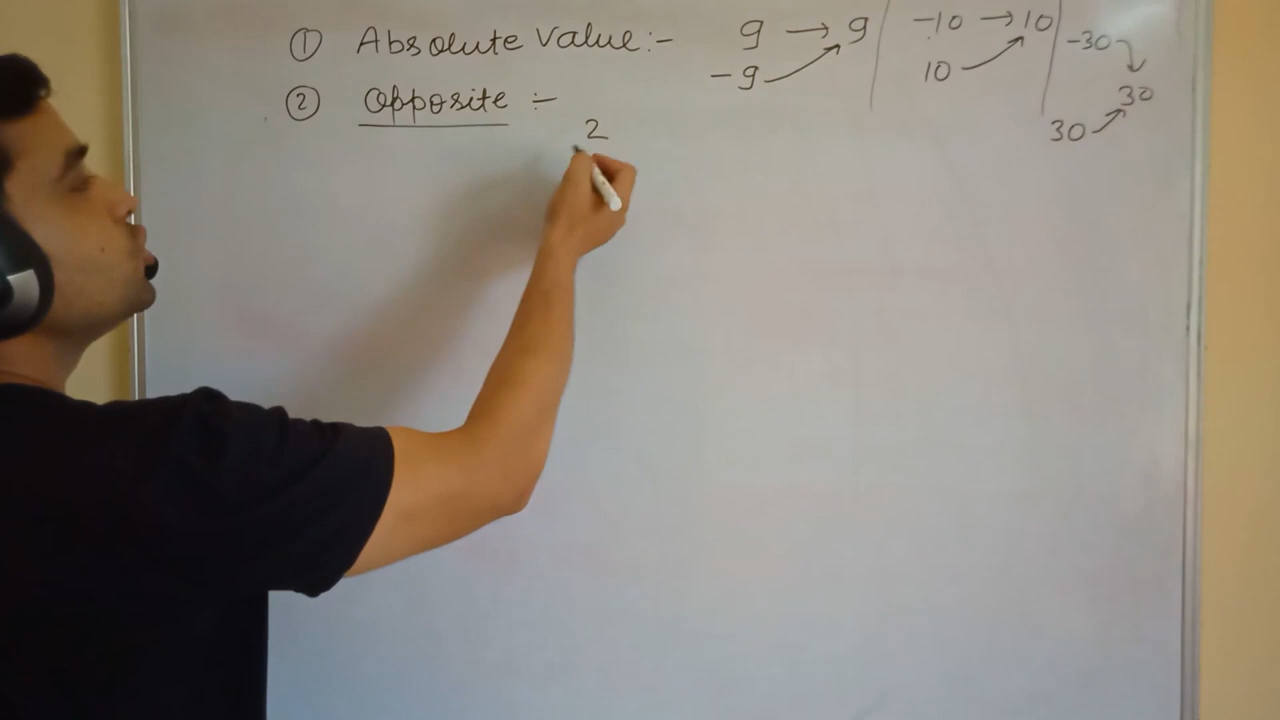 ① Absolute Value:- 9 → 9 | -10 → 10 | -30
-9 10 30
② Opposite :- 30
2